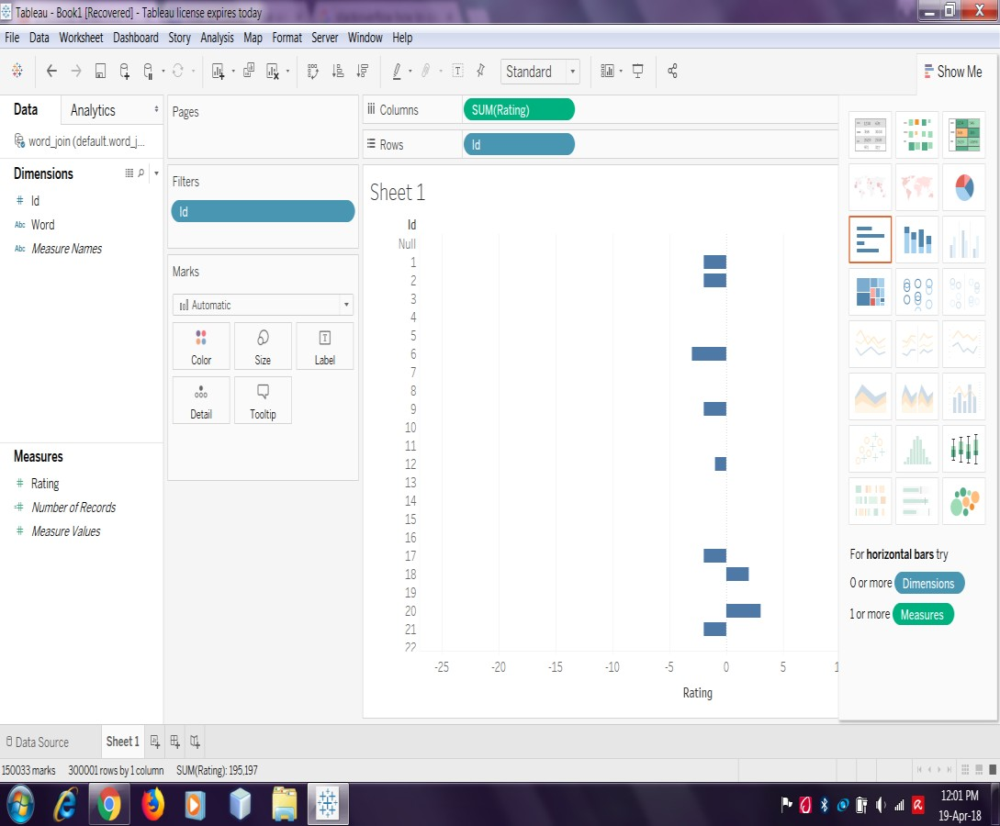 Tableau - Book1 [Recovered] - Tableau license expires today
File Data Worksheet Dashboard Story Analysis Map Format Server Window Help
Standard
Show Me
Data
Analytics
Pages
Columns
SUM(Rating)
word_join (default.word_j...
Rows
Id
Dimensions
Filters
Id
Sheet 1
# Id
Abc Word
Abc Measure Names
Id
Null
1
2
3
4
5
6
7
8
9
10
11
12
13
14
15
16
17
18
19
20
21
22
Marks
Automatic
Color
Size
Label
Detail
Tooltip
Measures
# Rating
=# Number of Records
# Measure Values
-25 -20 -15 -10 -5 0 5 1
Rating
For horizontal bars try
0 or more Dimensions
1 or more Measures
Data Source
Sheet 1
150033 marks 300001 rows by 1 column SUM(Rating): 195,197
12:01 PM
19-Apr-18